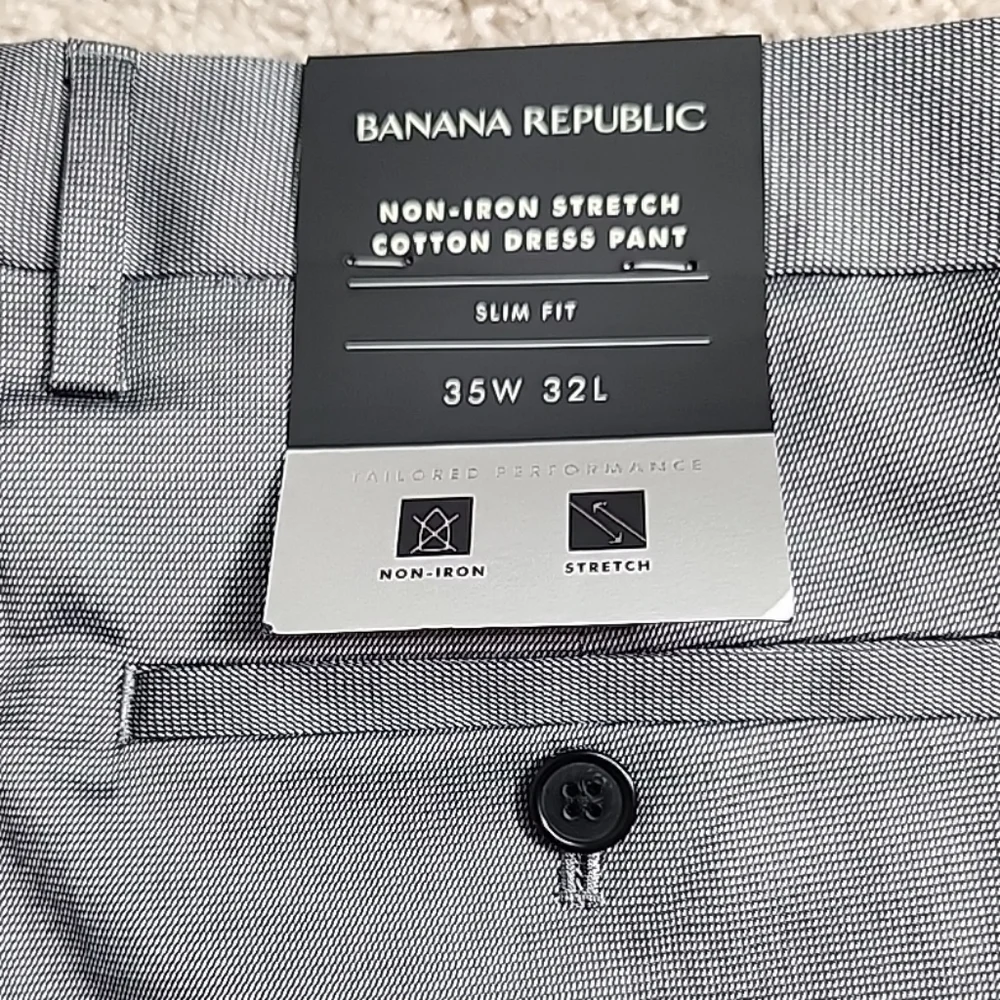 BANANA REPUBLIC
NON-IRON STRETCH
COTTON DRESS PANT
SLIM FIT
35W 32L
TAILORED PERFORMANCE
NON-IRON STRETCH